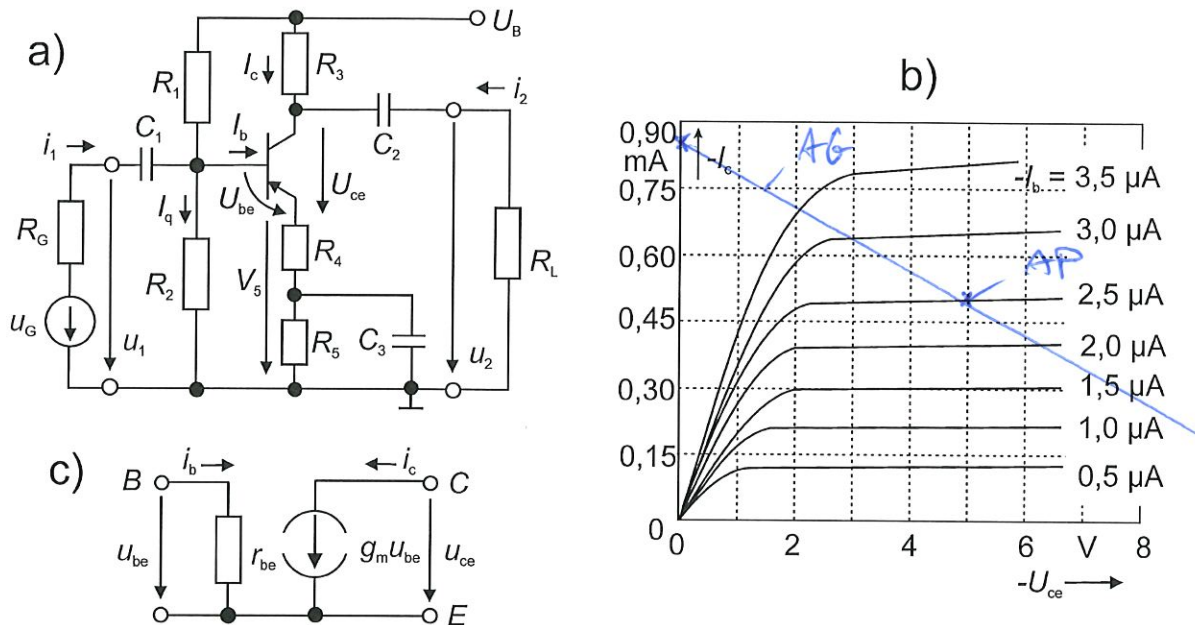 a)
U_B
I_c
R_3
R_1
i_2
C_1
I_b
C_2
i_1
U_ce
I_q
U_be
R_G
R_4
R_L
R_2
V_5
u_G
u_1
R_5
C_3
u_2
c)
i_b
i_c
B
C
u_be
r_be
g_m u_be
u_ce
E
b)
0,90
mA
-I_c
AG
0,75
-I_b = 3,5 µA
3,0 µA
0,60
AP
2,5 µA
0,45
2,0 µA
0,30
1,5 µA
1,0 µA
0,15
0,5 µA
0
0 2 4 6 V 8
-U_ce